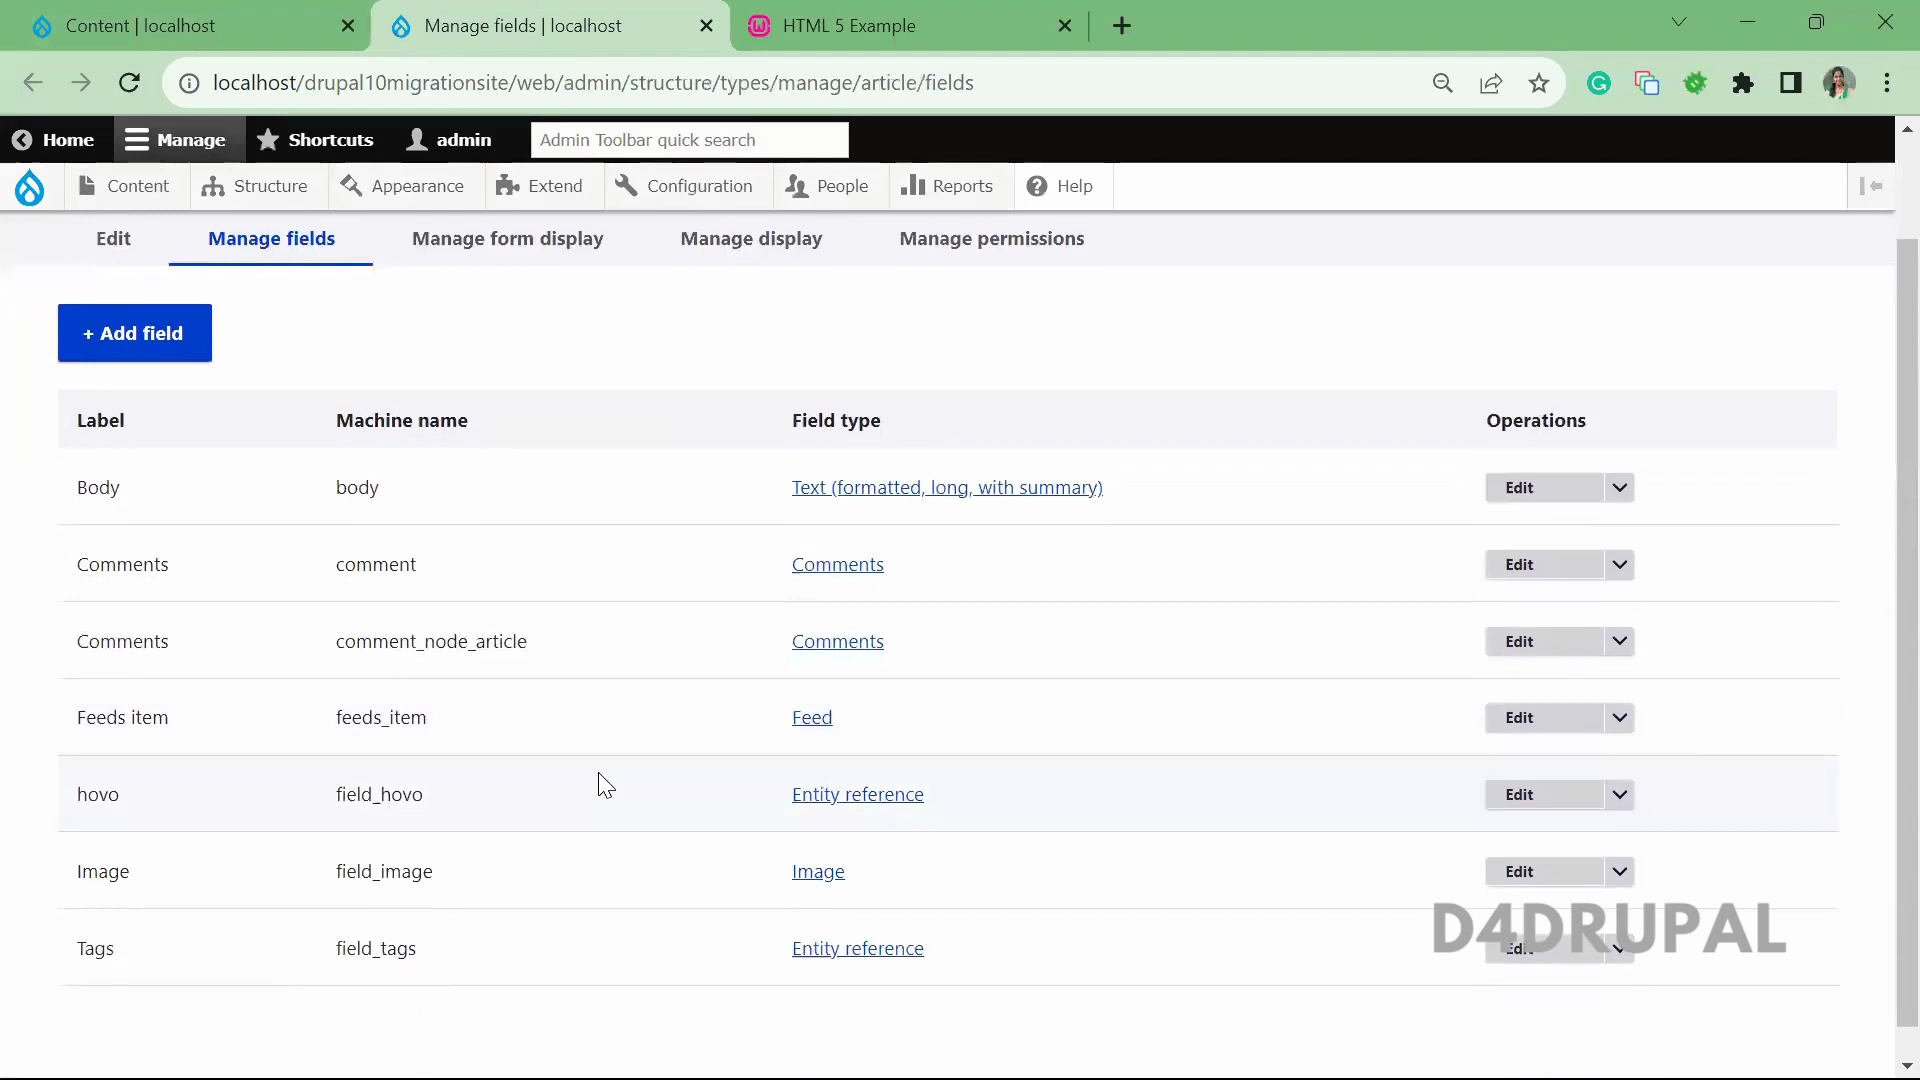 Content | localhost
Manage fields | localhost
HTML 5 Example
localhost/drupal10migrationsite/web/admin/structure/types/manage/article/fields
Home Manage Shortcuts admin Admin Toolbar quick search
Content Structure Appearance Extend Configuration People Reports Help
Edit Manage fields Manage form display Manage display Manage permissions
+ Add field
Label Machine name Field type Operations
Body body Text (formatted, long, with summary) Edit
Comments comment Comments Edit
Comments comment_node_article Comments Edit
Feeds item feeds_item Feed Edit
hovo field_hovo Entity reference Edit
Image field_image Image Edit
Tags field_tags Entity reference Edit
D4DRUPAL